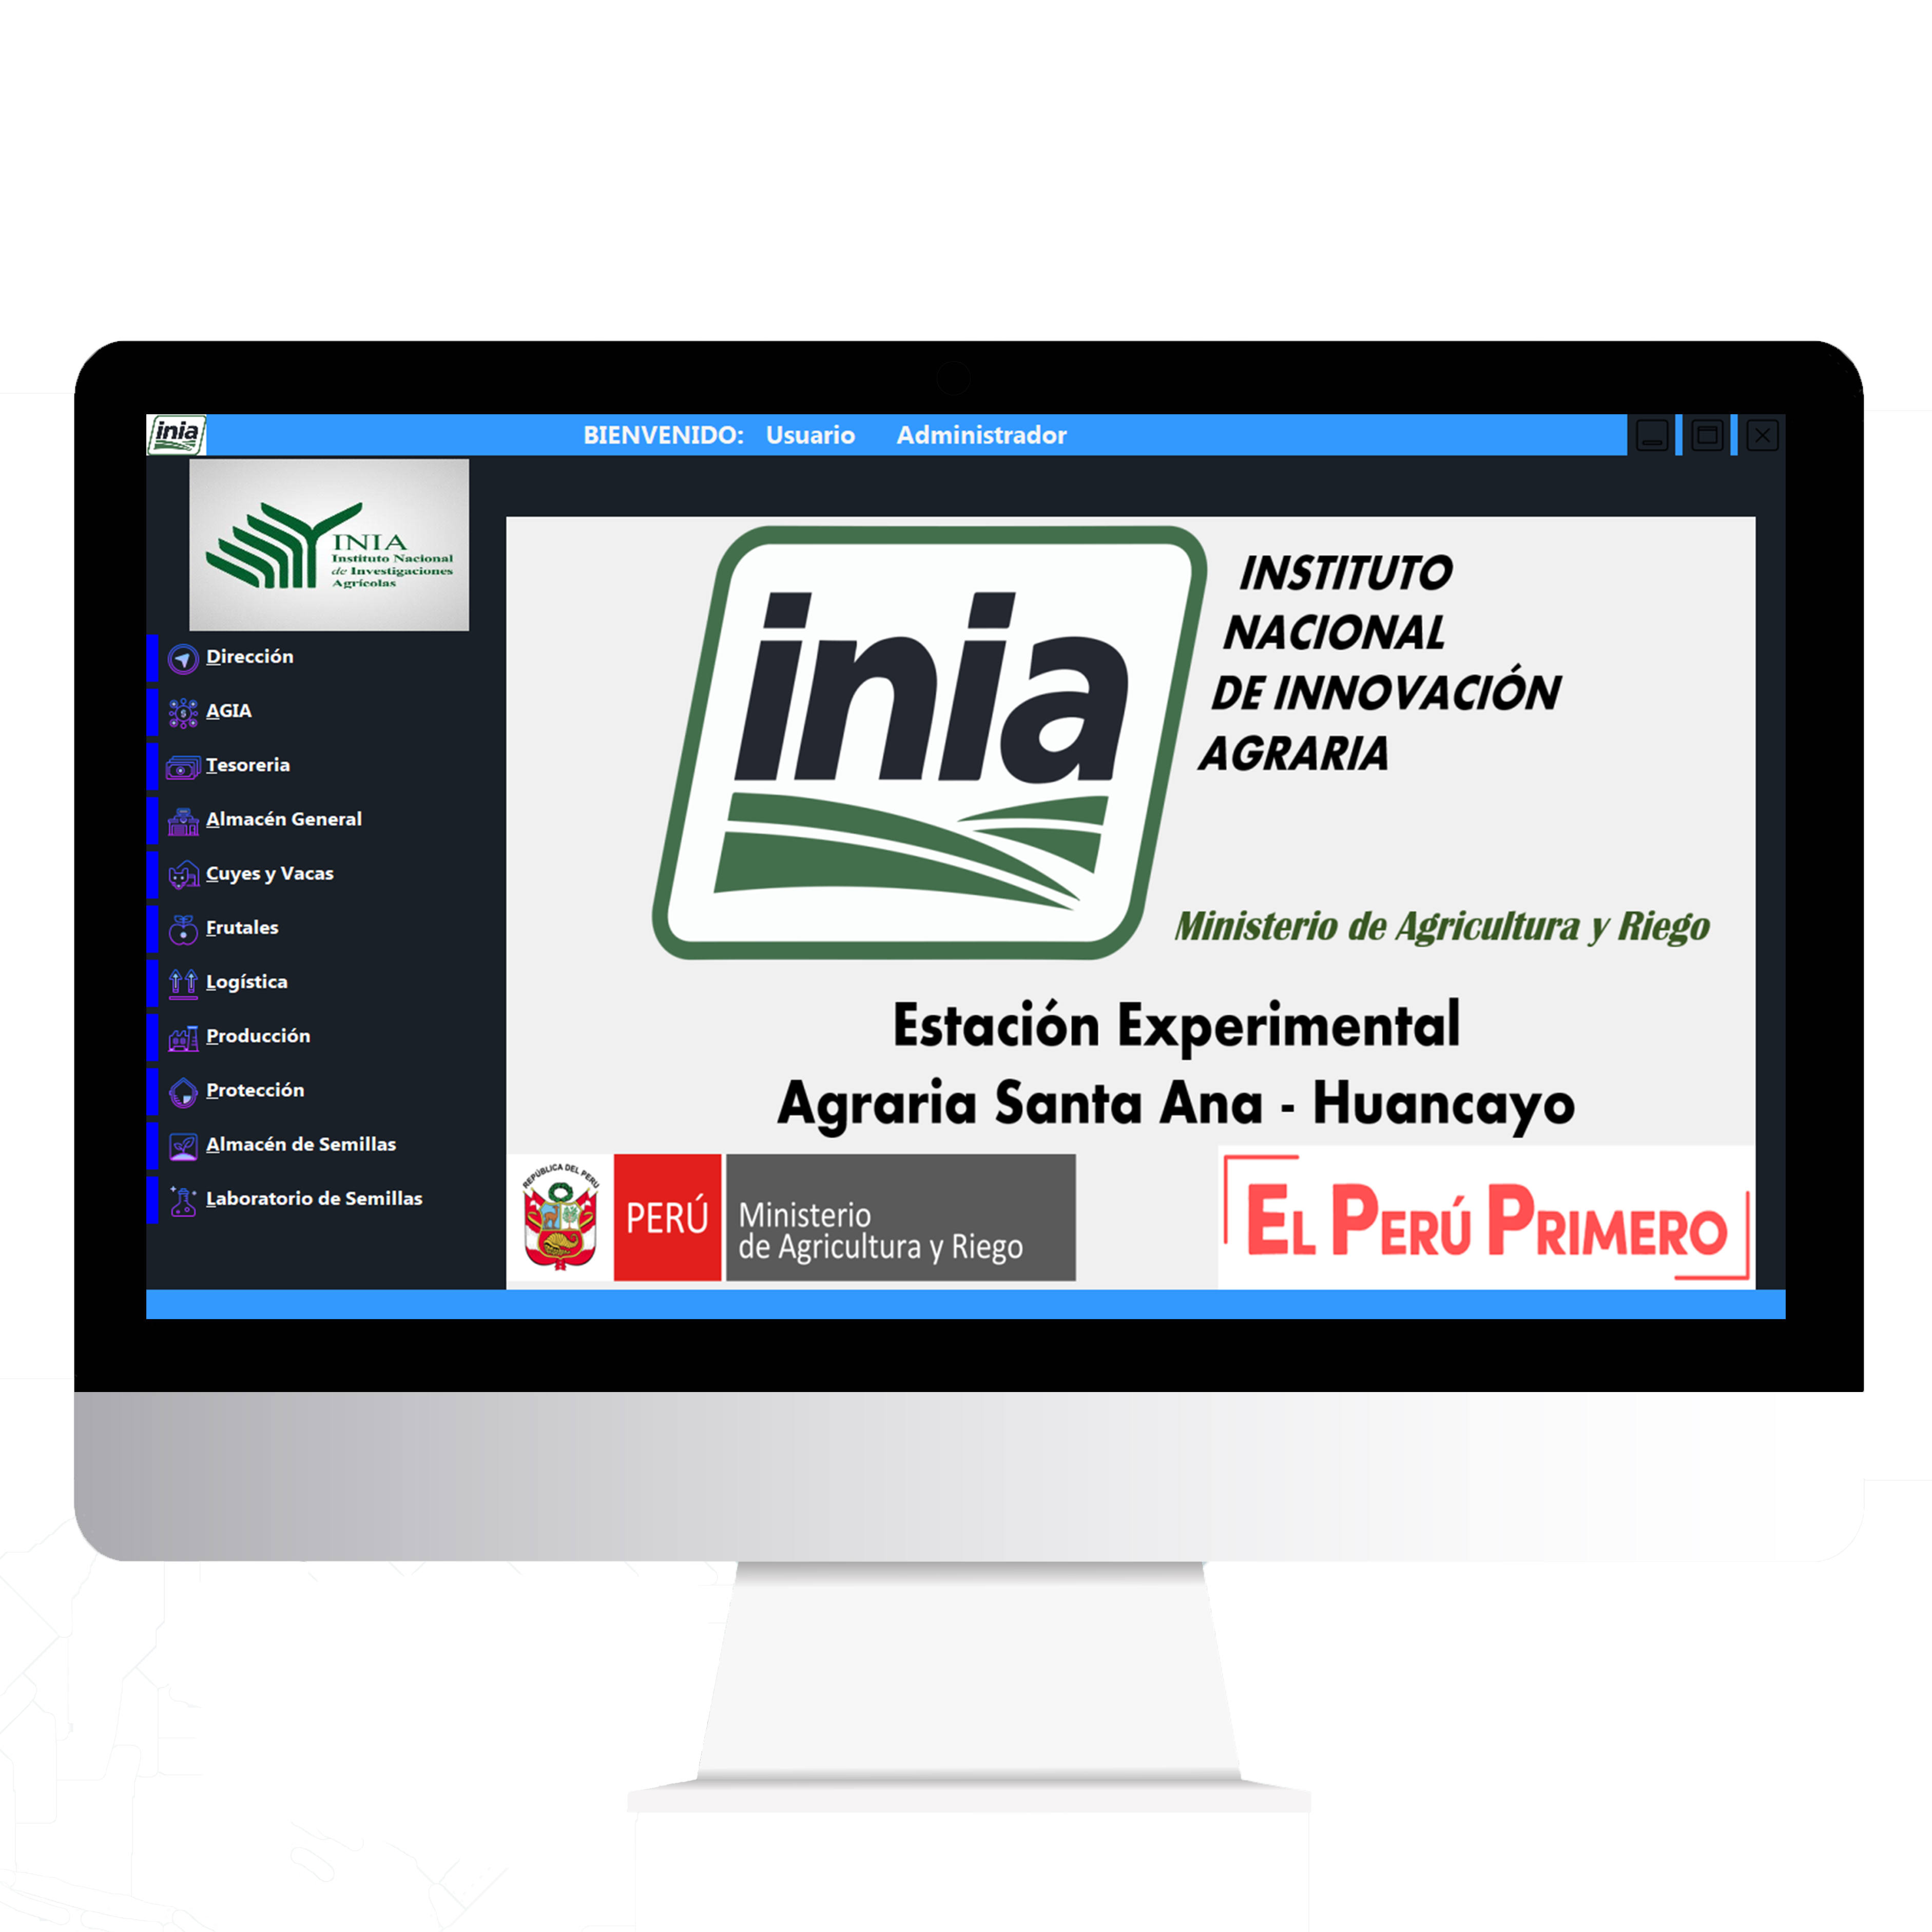 inia
BIENVENIDO: Usuario Administrador
INIA
Instituto Nacional
de Investigaciones
Agrícolas
Dirección
AGIA
Tesoreria
Almacén General
Cuyes y Vacas
Frutales
Logística
Producción
Protección
Almacén de Semillas
Laboratorio de Semillas
inia
INSTITUTO
NACIONAL
DE INNOVACIÓN
AGRARIA
Ministerio de Agricultura y Riego
Estación Experimental
Agraria Santa Ana - Huancayo
REPÚBLICA DEL PERÚ
PERÚ
Ministerio
de Agricultura y Riego
EL PERÚ PRIMERO